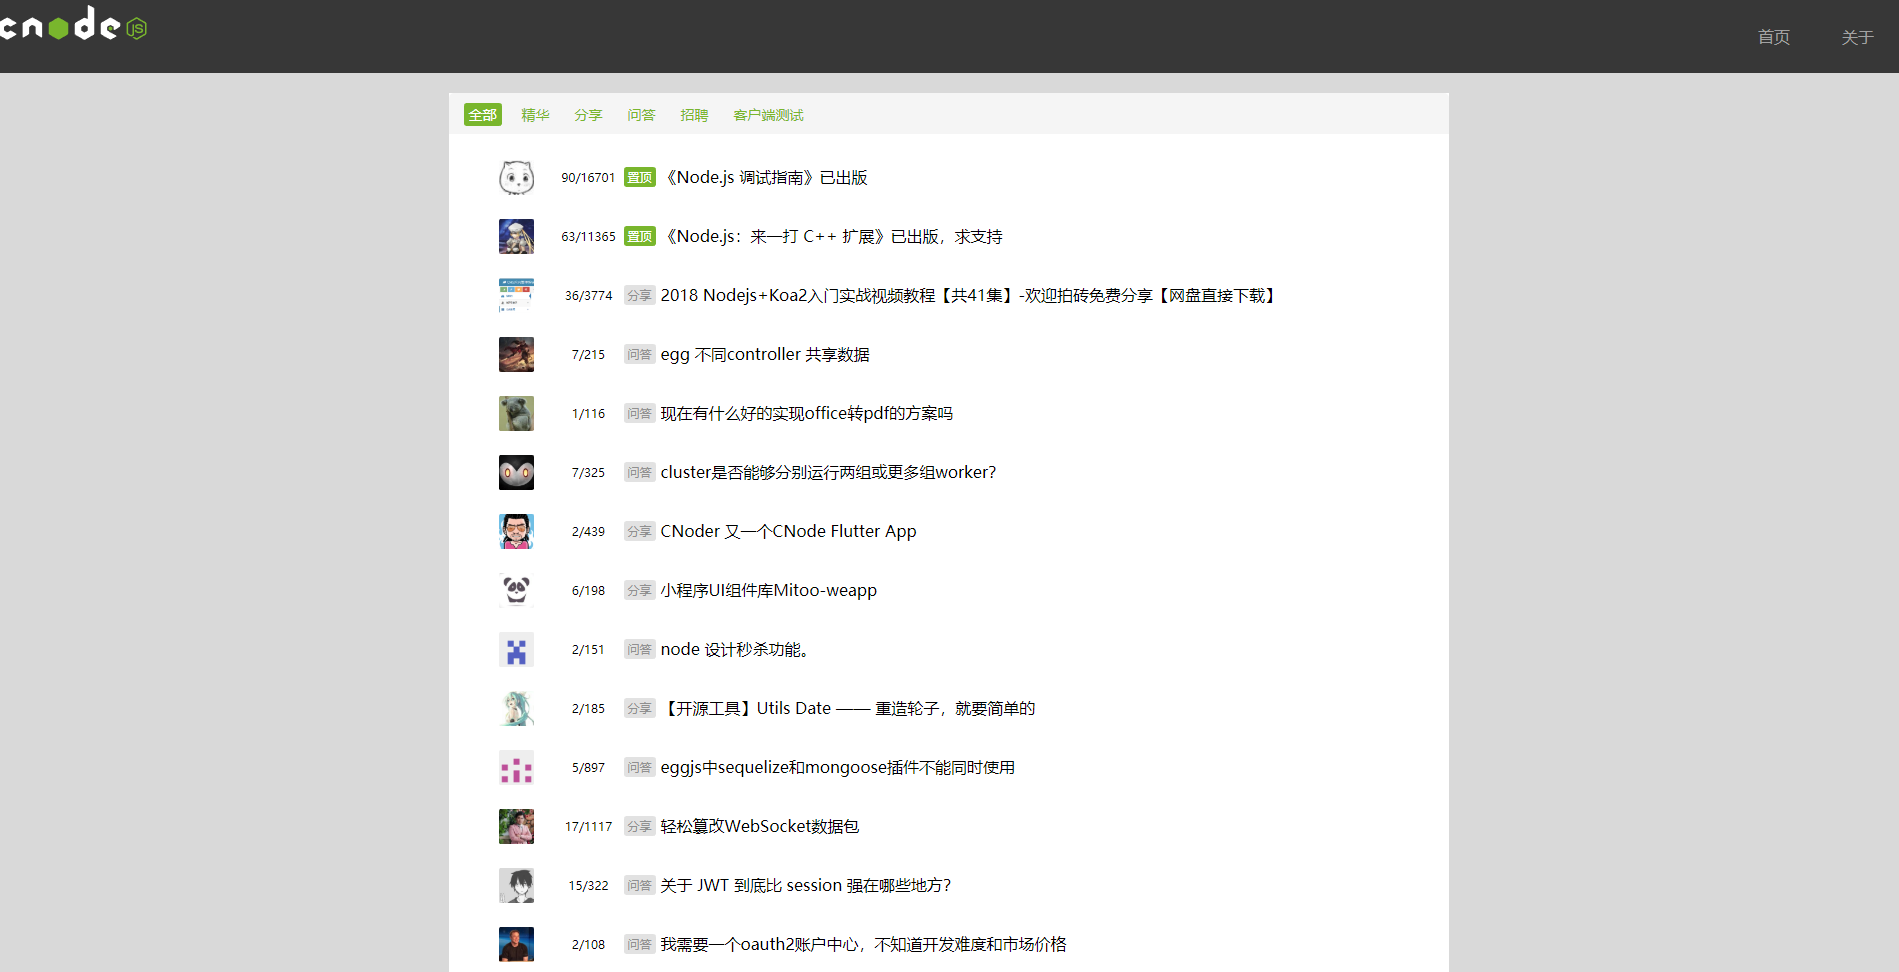 cnode JS
首页 关于
全部 精华 分享 问答 招聘 客户端测试
90/16701 置顶 《Node.js 调试指南》已出版
63/11365 置顶 《Node.js：来一打 C++ 扩展》已出版，求支持
36/3774 分享 2018 Nodejs+Koa2入门实战视频教程【共41集】-欢迎拍砖免费分享【网盘直接下载】
7/215 问答 egg 不同controller 共享数据
1/116 问答 现在有什么好的实现office转pdf的方案吗
7/325 问答 cluster是否能够分别运行两组或更多组worker?
2/439 分享 CNoder 又一个CNode Flutter App
6/198 分享 小程序UI组件库Mitoo-weapp
2/151 问答 node 设计秒杀功能。
2/185 分享 【开源工具】Utils Date —— 重造轮子，就要简单的
5/897 问答 eggjs中sequelize和mongoose插件不能同时使用
17/1117 分享 轻松篡改WebSocket数据包
15/322 问答 关于 JWT 到底比 session 强在哪些地方？
2/108 问答 我需要一个oauth2账户中心，不知道开发难度和市场价格